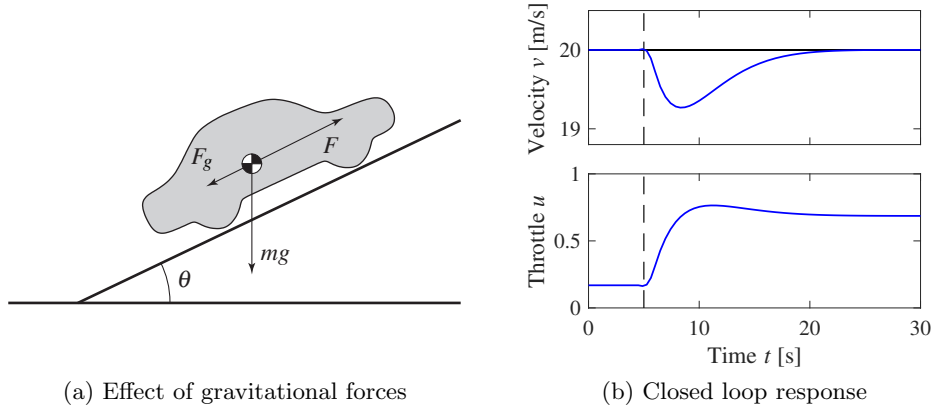 F_g
F
mg
θ
(a) Effect of gravitational forces
Velocity v [m/s]
20
19
Throttle u
1
0.5
0
0 10 20 30
Time t [s]
(b) Closed loop response